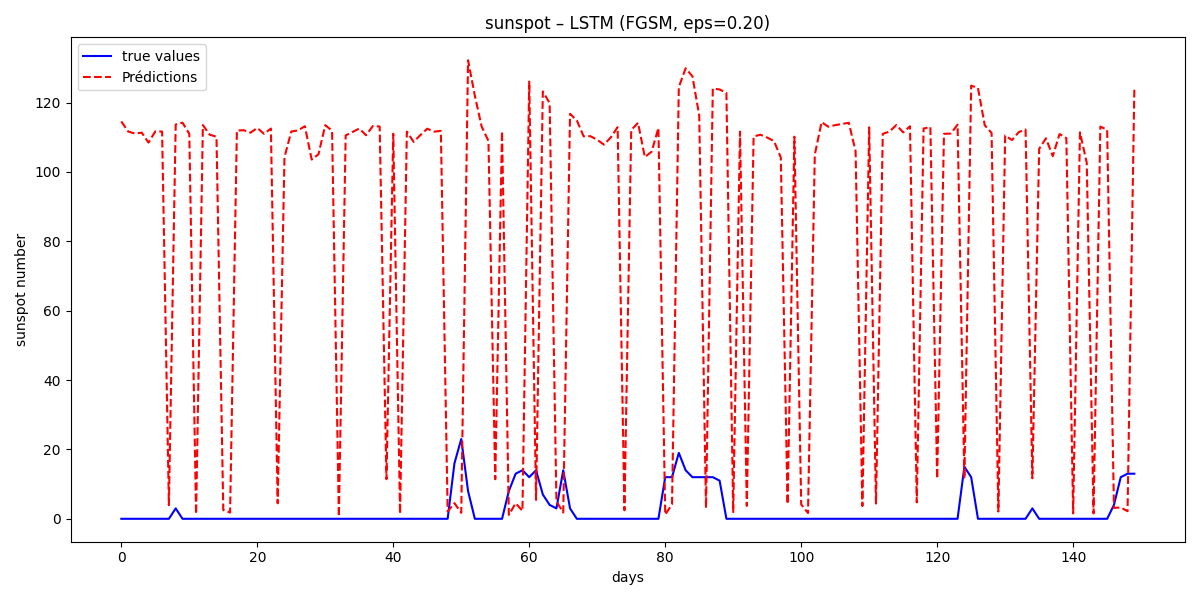 sunspot – LSTM (FGSM, eps=0.20)
true values
Prédictions
sunspot number
120
100
80
60
40
20
0
0 20 40 60 80 100 120 140
days